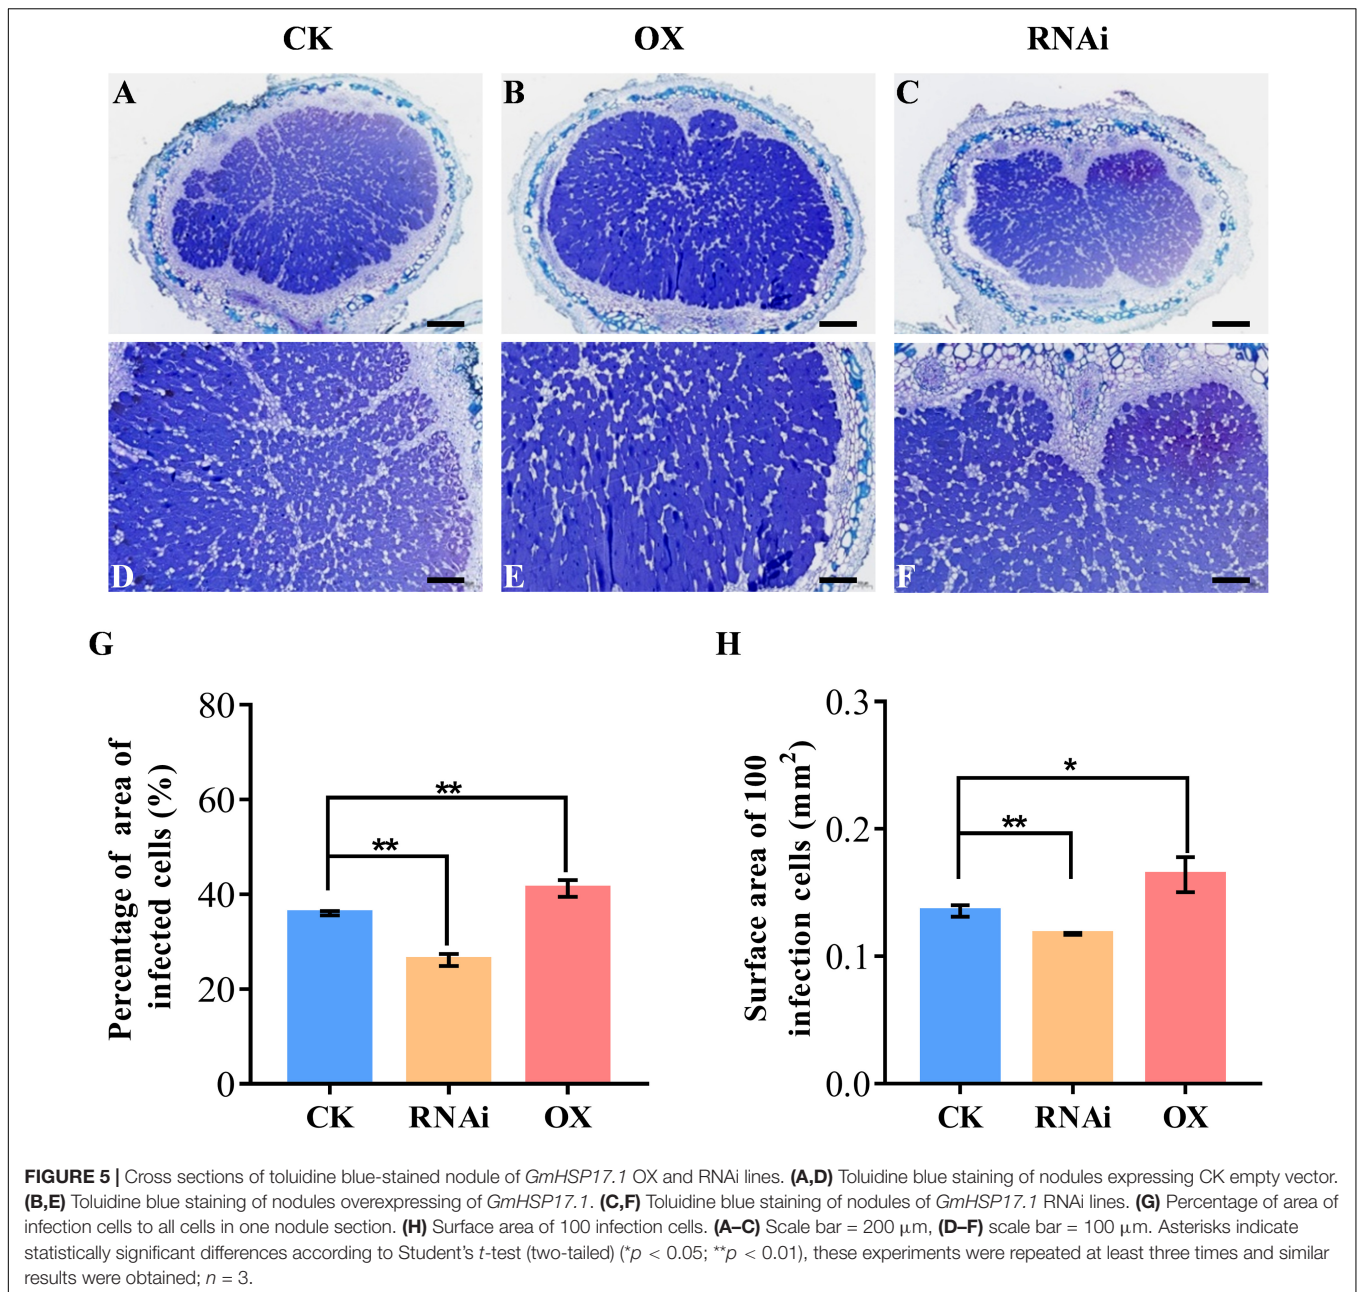 CK OX RNAi
A B C
D E F
G H
80
60
40
20
0
Percentage of area of
infected cells (%)
**
**
CK RNAi OX
0.3
0.2
0.1
0.0
Surface area of 100
infection cells (mm²)
*
**
CK RNAi OX
FIGURE 5 | Cross sections of toluidine blue-stained nodule of GmHSP17.1 OX and RNAi lines. (A,D) Toluidine blue staining of nodules expressing CK empty vector.
(B,E) Toluidine blue staining of nodules overexpressing of GmHSP17.1. (C,F) Toluidine blue staining of nodules of GmHSP17.1 RNAi lines. (G) Percentage of area of
infection cells to all cells in one nodule section. (H) Surface area of 100 infection cells. (A–C) Scale bar = 200 μm, (D–F) scale bar = 100 μm. Asterisks indicate
statistically significant differences according to Student's t-test (two-tailed) (*p < 0.05; **p < 0.01), these experiments were repeated at least three times and similar
results were obtained; n = 3.